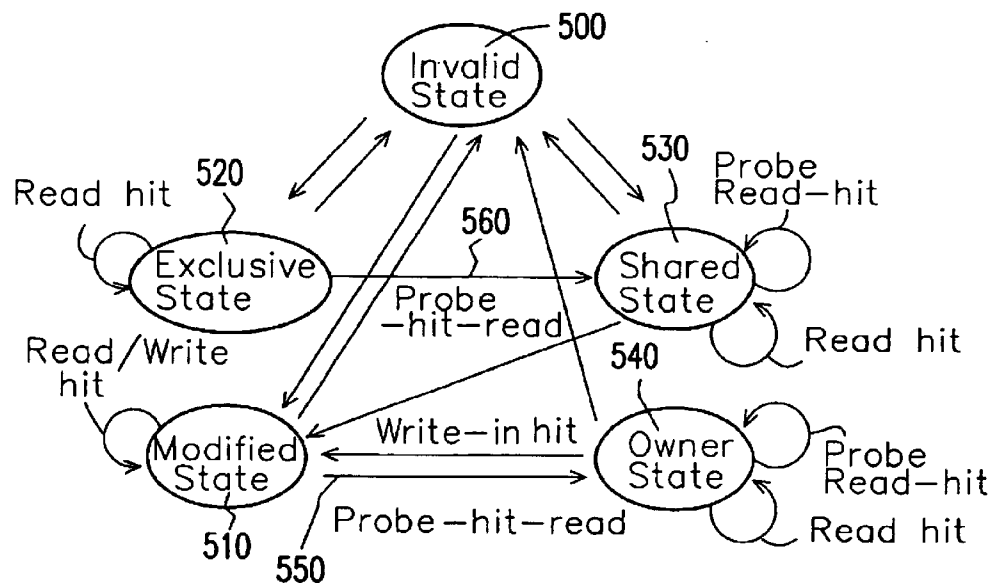 500
Invalid
State
530
Probe
Read-hit
520
Read hit
560
Exclusive
State
Shared
State
Probe
-hit-read
Read/Write
hit
540
Read hit
Modified
State
Write-in hit
Owner
State
Probe
Read-hit
Probe-hit-read
Read hit
510
550